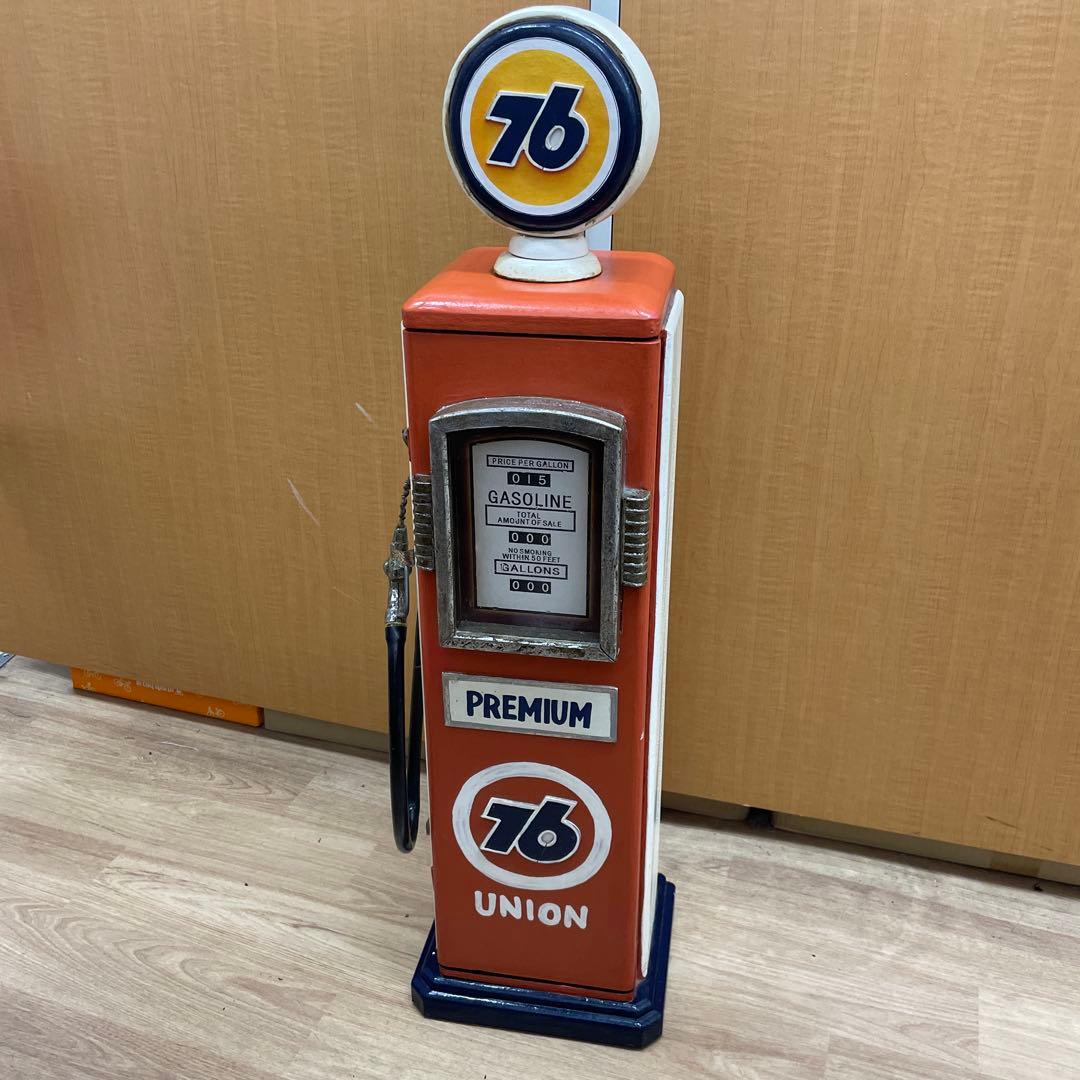 76
PRICE PER GALLON
015
GASOLINE
TOTAL
AMOUNT OF SALE
000
NO SMOKING
WITHIN 50 FEET
GALLONS
000
PREMIUM
76
UNION